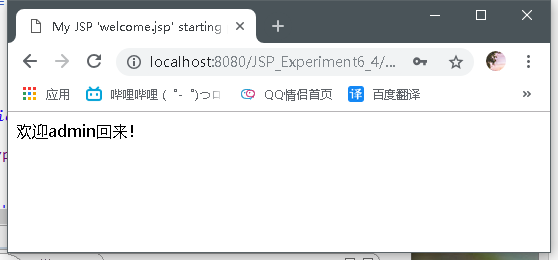 My JSP 'welcome.jsp' starting
localhost:8080/JSP_Experiment6_4/...
应用 哔哩哔哩 ( ゜- ゜)つロ QQ情侣首页 译 百度翻译 »
欢迎admin回来!